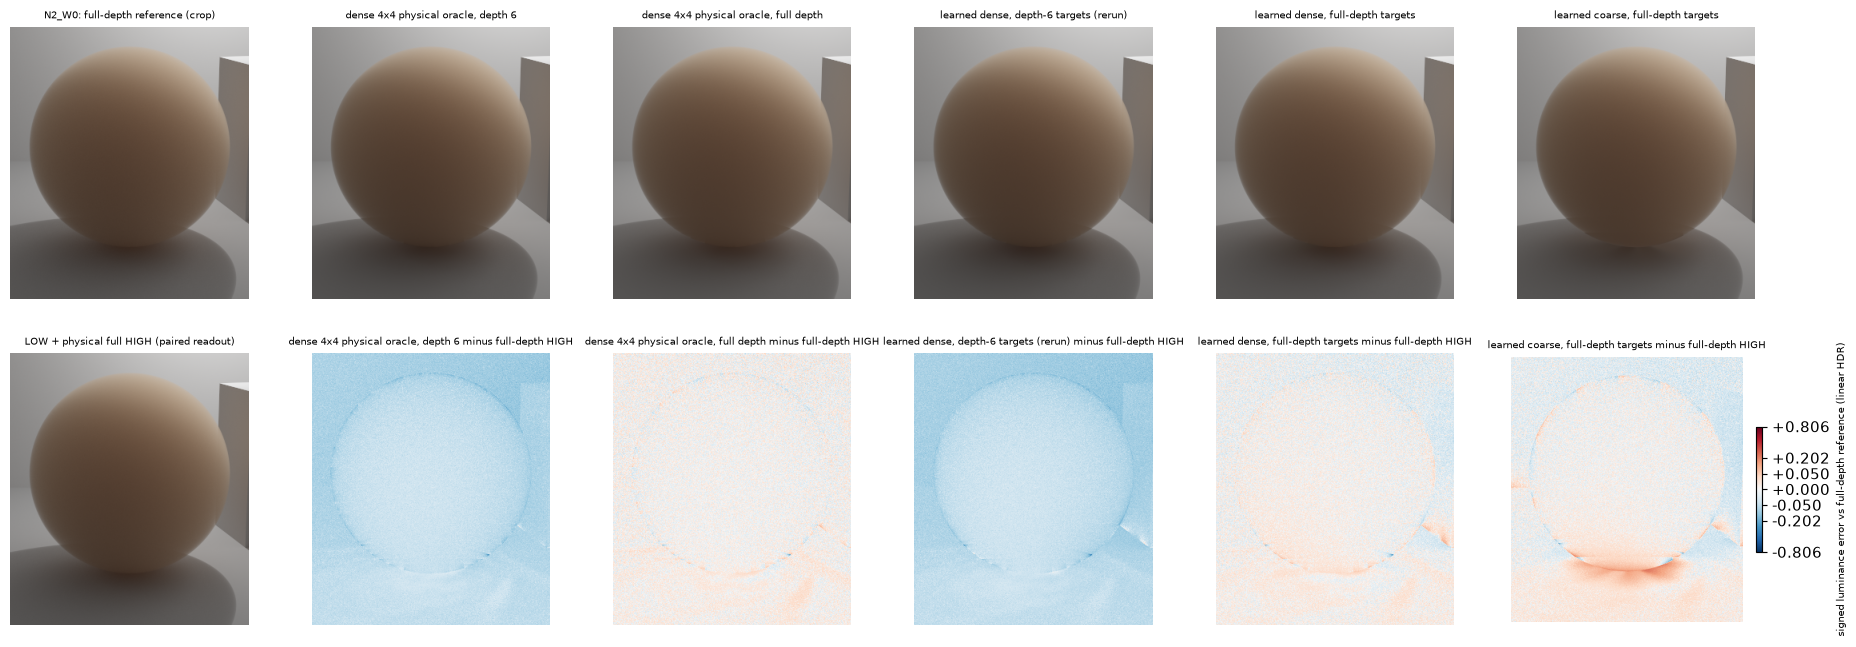 N2_W0: full-depth reference (crop)
dense 4x4 physical oracle, depth 6
dense 4x4 physical oracle, full depth
learned dense, depth-6 targets (rerun)
learned dense, full-depth targets
learned coarse, full-depth targets
LOW + physical full HIGH (paired readout)
dense 4x4 physical oracle, depth 6 minus full-depth HIGH
dense 4x4 physical oracle, full depth minus full-depth HIGH
learned dense, depth-6 targets (rerun) minus full-depth HIGH
learned dense, full-depth targets minus full-depth HIGH
learned coarse, full-depth targets minus full-depth HIGH
+0.806
+0.202
+0.050
+0.000
-0.050
-0.202
-0.806
signed luminance error vs full-depth reference (linear HDR)